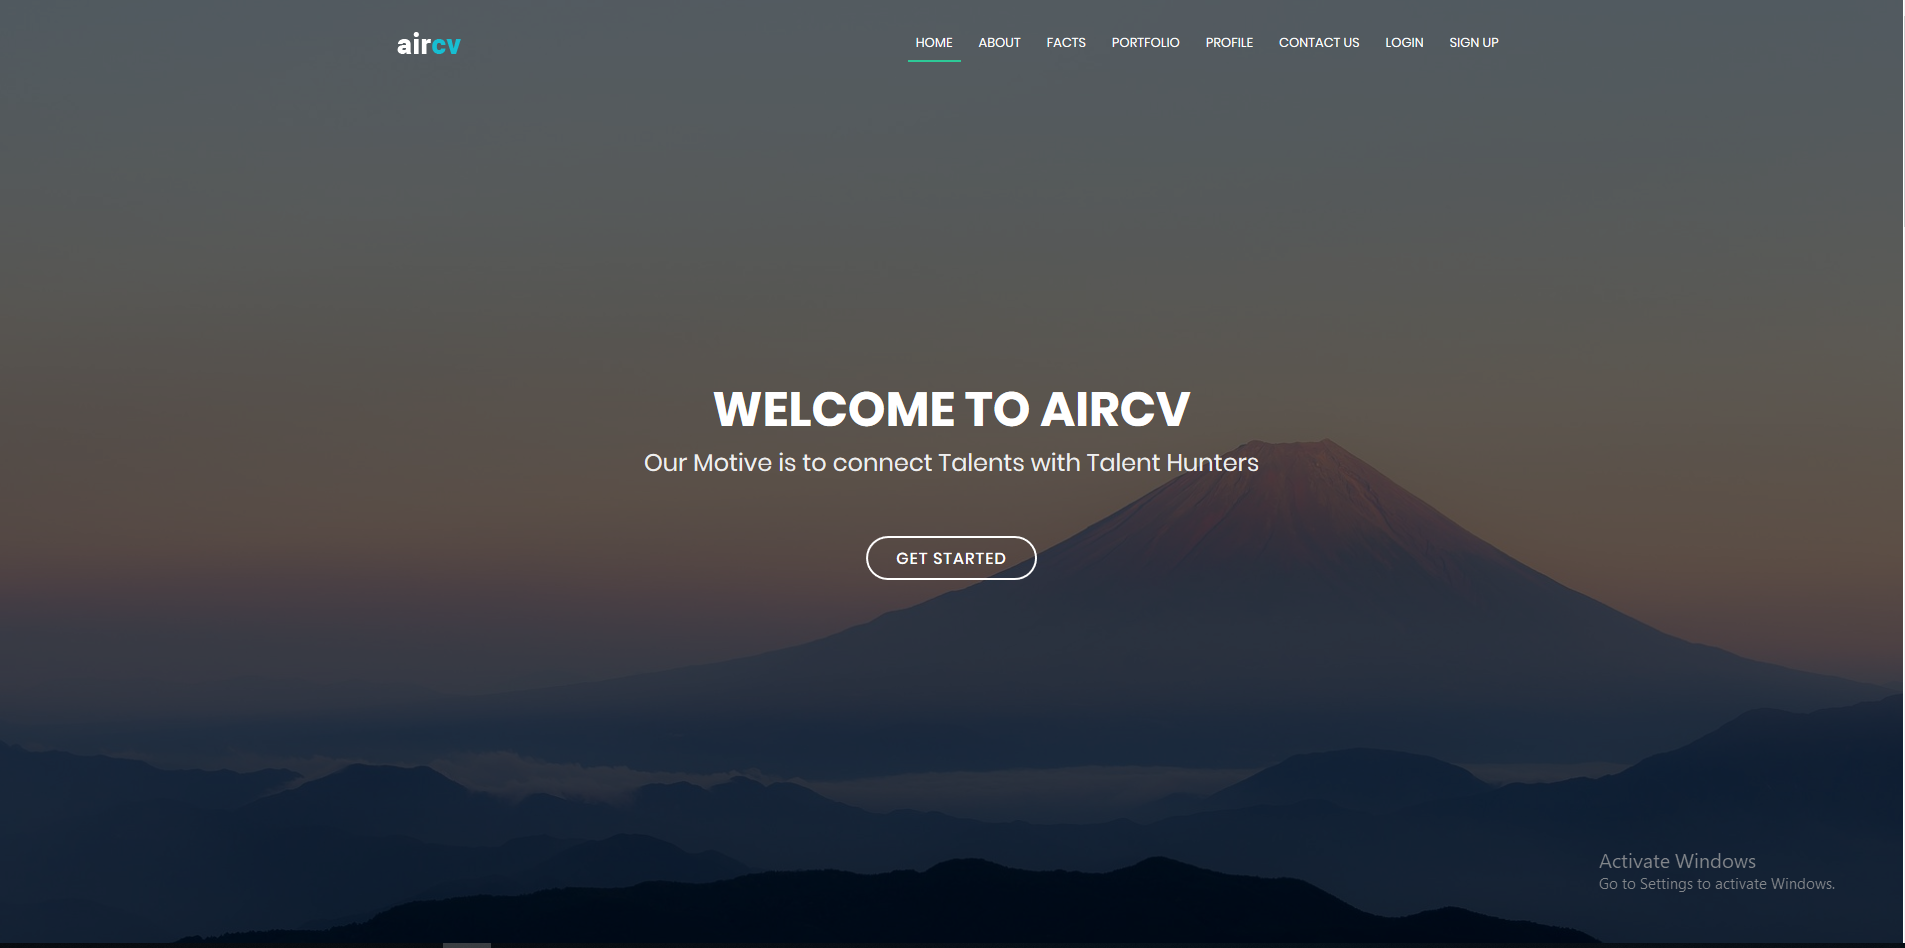 aircv
HOME ABOUT FACTS PORTFOLIO PROFILE CONTACT US LOGIN SIGN UP
WELCOME TO AIRCV
Our Motive is to connect Talents with Talent Hunters
GET STARTED
Activate Windows
Go to Settings to activate Windows.